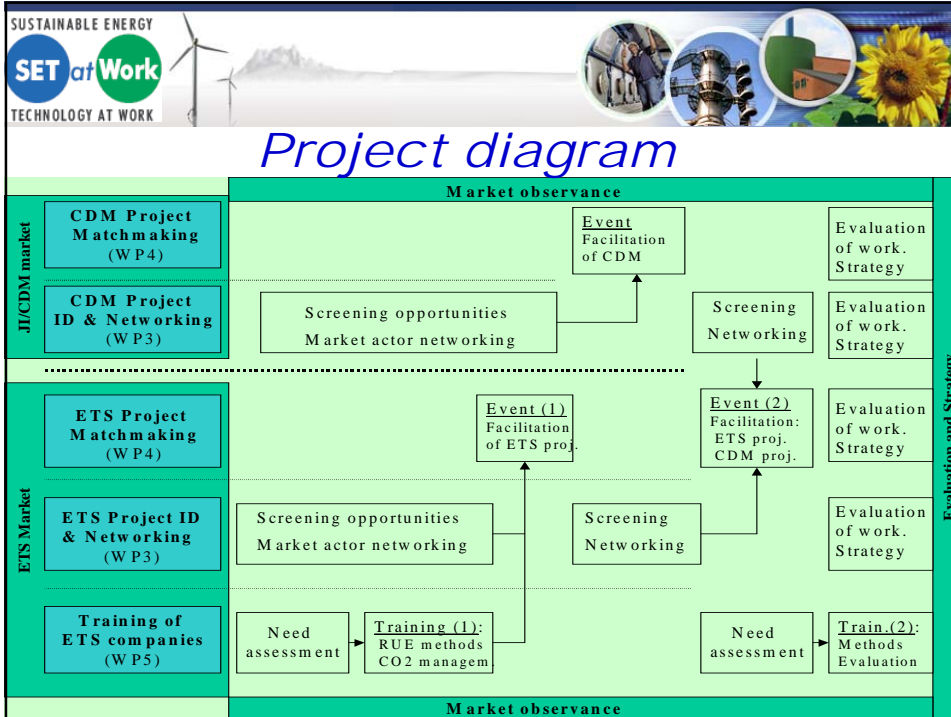 SUSTAINABLE ENERGY
SET at Work
TECHNOLOGY AT WORK
Project diagram
Market observance
JI/CDM market
CDM Project
Matchmaking
(WP4)
Event
Facilitation
of CDM
Evaluation
of work.
Strategy
CDM Project
ID & Networking
(WP3)
Screening opportunities
Market actor networking
Screening
Networking
Evaluation
of work.
Strategy
ETS Market
ETS Project
Matchmaking
(WP4)
Event (1)
Facilitation
of ETS proj.
Event (2)
Facilitation:
ETS proj.
CDM proj.
Evaluation
of work.
Strategy
ETS Project ID
& Networking
(WP3)
Screening opportunities
Market actor networking
Screening
Networking
Evaluation
of work.
Strategy
Training of
ETS companies
(WP5)
Need
assessment
Training (1):
RUE methods
CO2 managem.
Need
assessment
Train.(2):
Methods
Evaluation
Evaluation and Strategy
Market observance